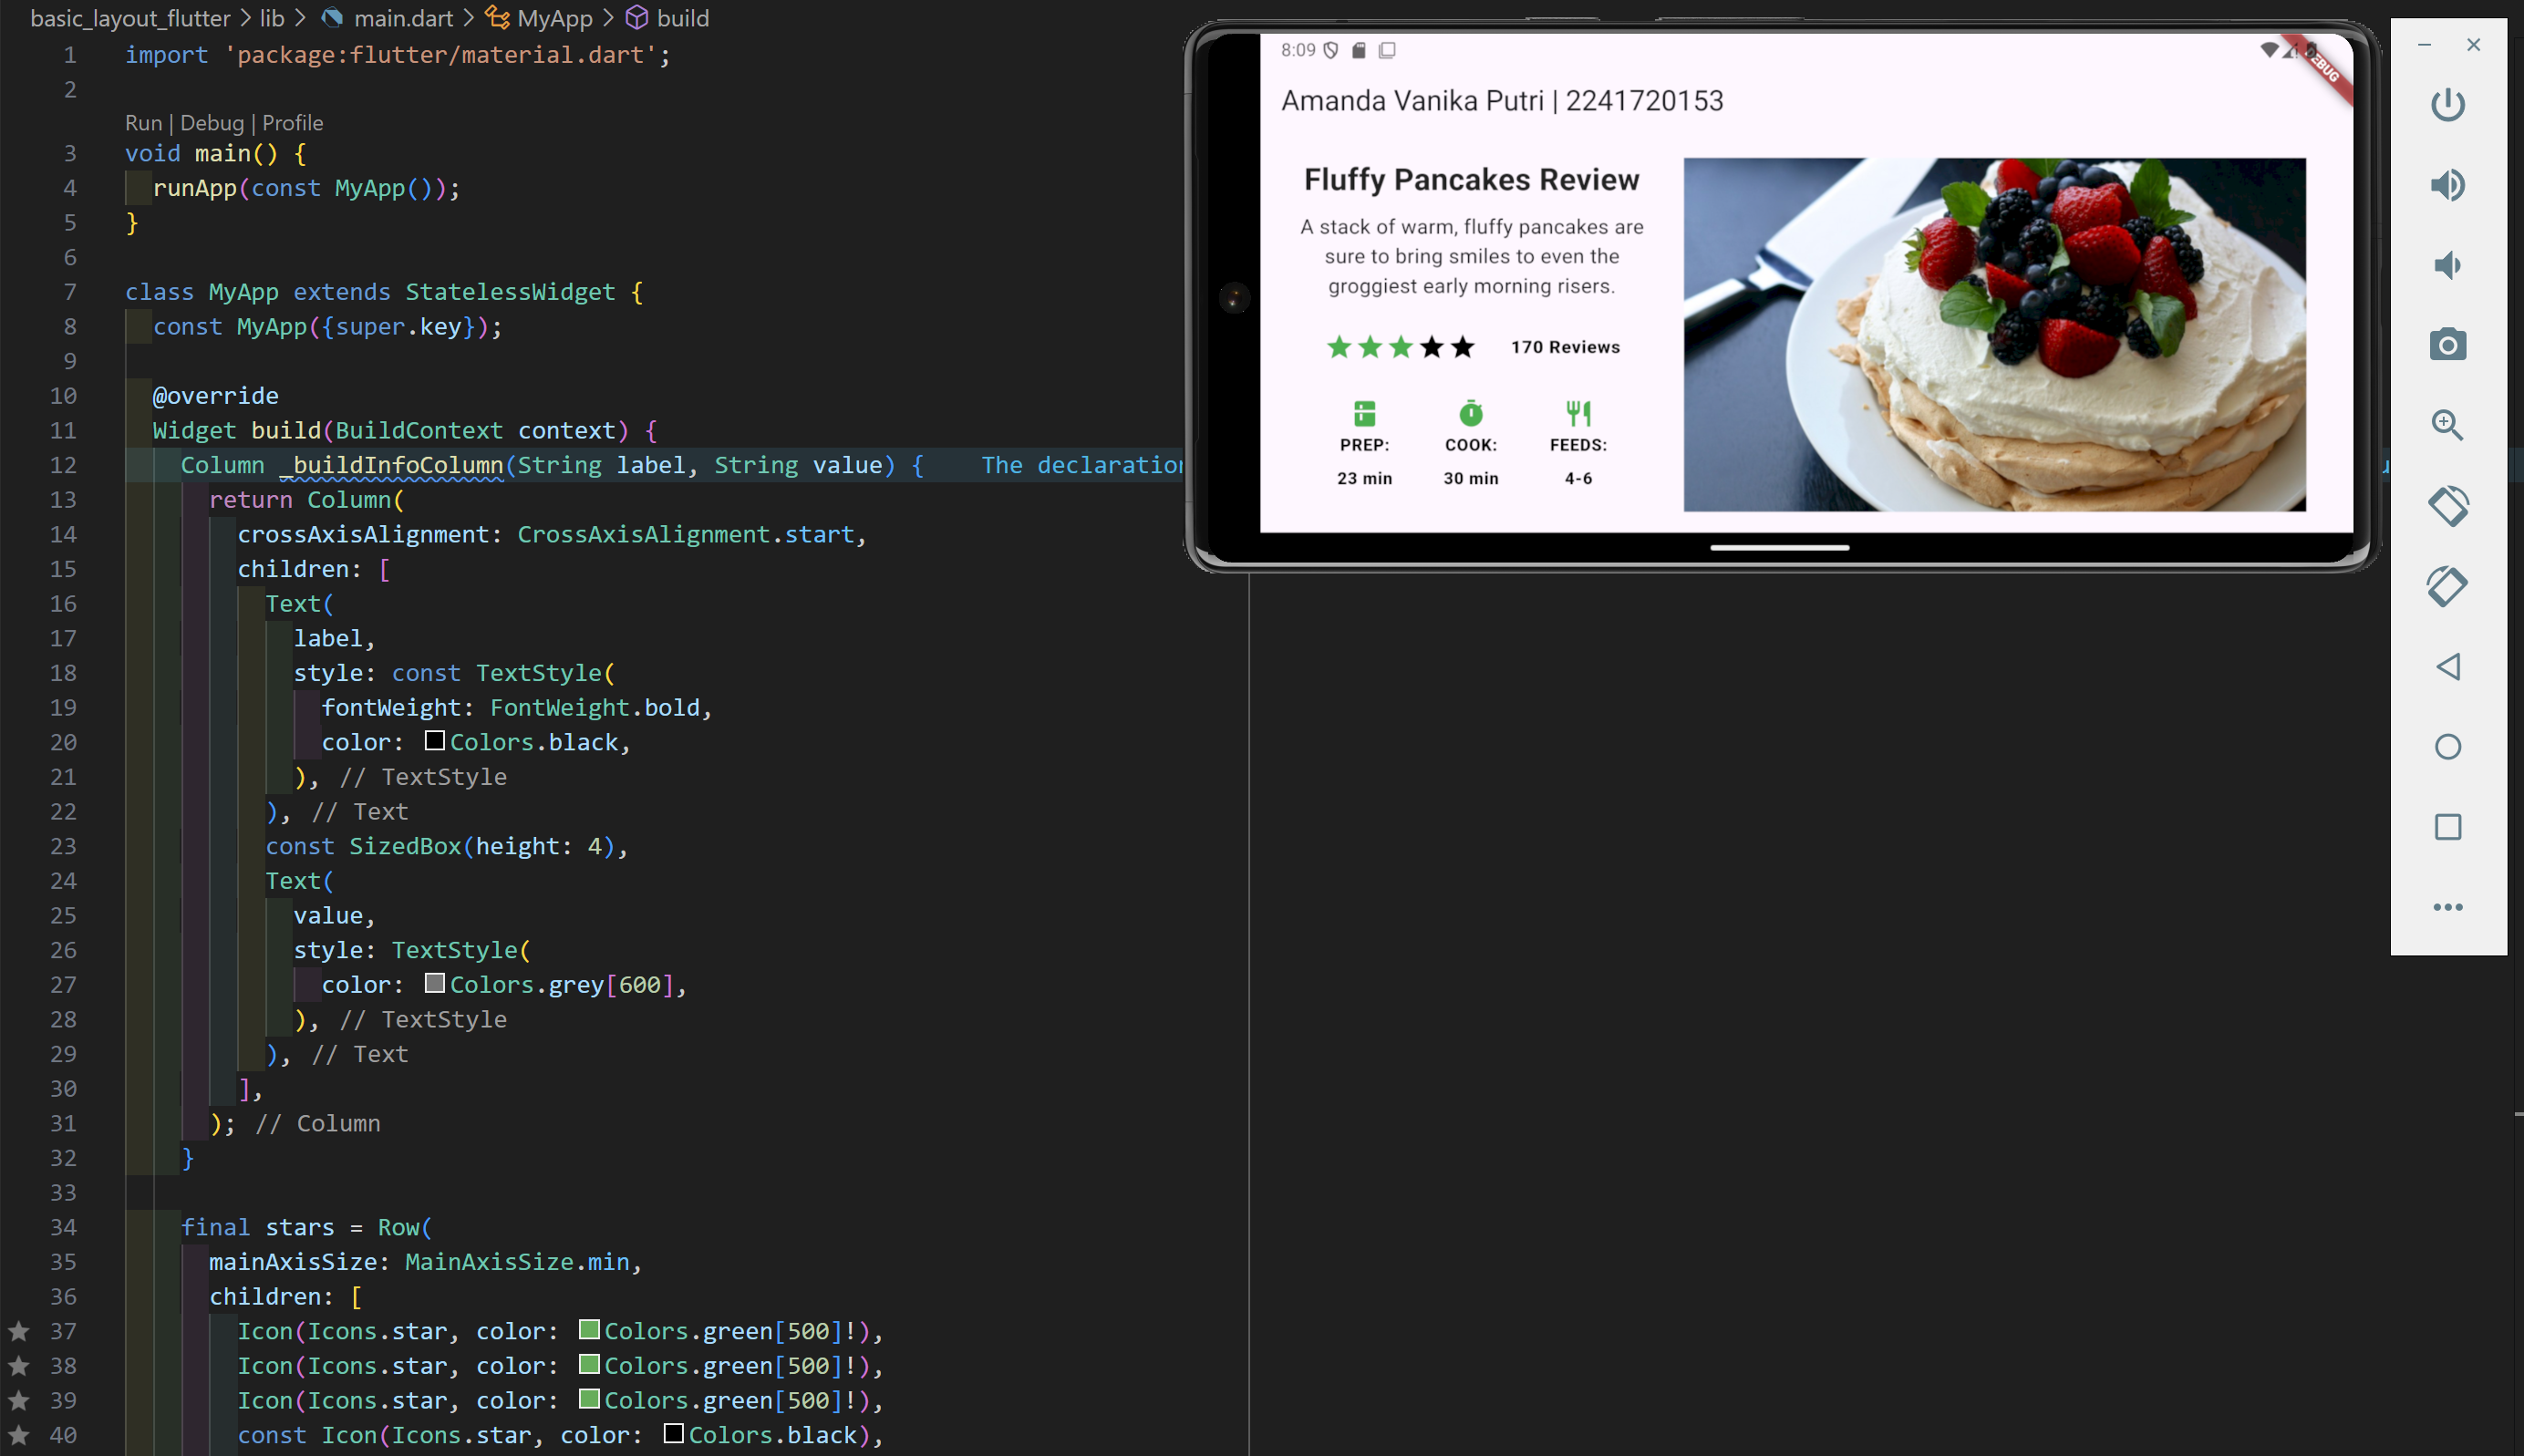 basic_layout_flutter > lib > main.dart > MyApp > build
1 import 'package:flutter/material.dart';
2
Run | Debug | Profile
3 void main() {
4 runApp(const MyApp());
5 }
6
7 class MyApp extends StatelessWidget {
8 const MyApp({super.key});
9
10 @override
11 Widget build(BuildContext context) {
12 Column _buildInfoColumn(String label, String value) { The declaration
13 return Column(
14 crossAxisAlignment: CrossAxisAlignment.start,
15 children: [
16 Text(
17 label,
18 style: const TextStyle(
19 fontWeight: FontWeight.bold,
20 color: Colors.black,
21 ), // TextStyle
22 ), // Text
23 const SizedBox(height: 4),
24 Text(
25 value,
26 style: TextStyle(
27 color: Colors.grey[600],
28 ), // TextStyle
29 ), // Text
30 ],
31 ); // Column
32 }
33
34 final stars = Row(
35 mainAxisSize: MainAxisSize.min,
36 children: [
37 Icon(Icons.star, color: Colors.green[500]!),
38 Icon(Icons.star, color: Colors.green[500]!),
39 Icon(Icons.star, color: Colors.green[500]!),
40 const Icon(Icons.star, color: Colors.black),
8:09
Amanda Vanika Putri | 2241720153
Fluffy Pancakes Review
A stack of warm, fluffy pancakes are
sure to bring smiles to even the
groggiest early morning risers.
170 Reviews
PREP: COOK: FEEDS:
23 min 30 min 4-6